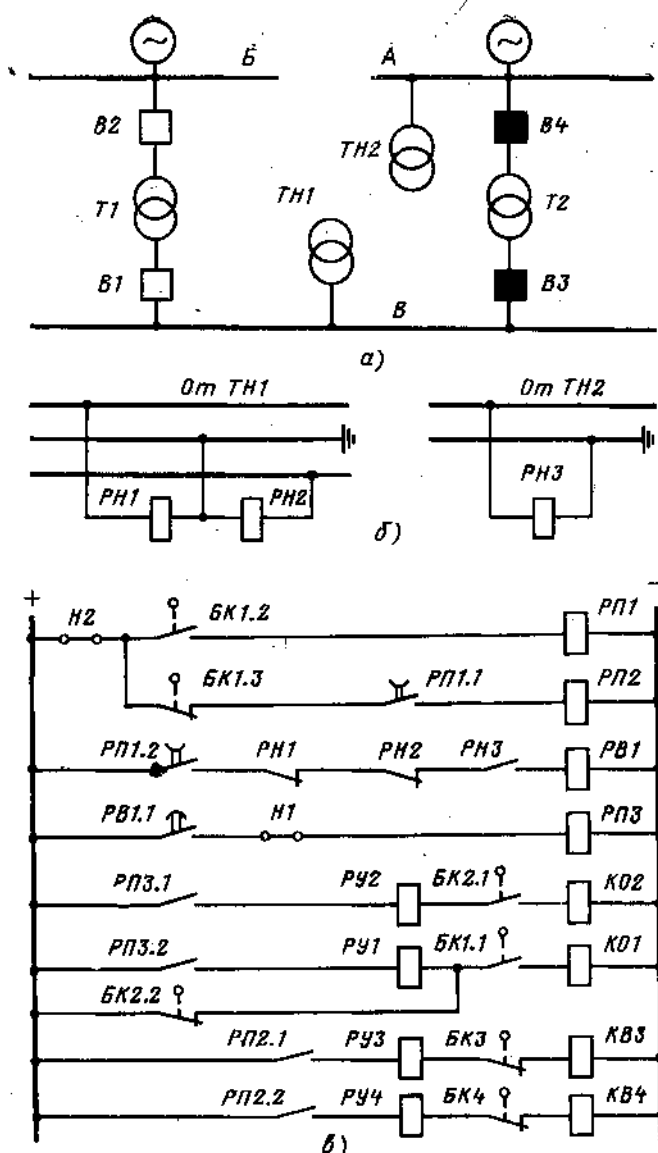 Б А
В2 В4
ТН2
ТН1
Т1 Т2
В1 В3
В
а)
От ТН1 От ТН2
РН1 РН2 РН3
б)
+ −
Н2 БК1.2 РП1
БК1.3 РП1.1 РП2
РП1.2 РН1 РН2 РН3 РВ1
РВ1.1 Н1 РП3
РП3.1 РУ2 БК2.1 КО2
РП3.2 РУ1 БК1.1 КО1
БК2.2
РП2.1 РУ3 БК3 КВ3
РП2.2 РУ4 БК4 КВ4
в)